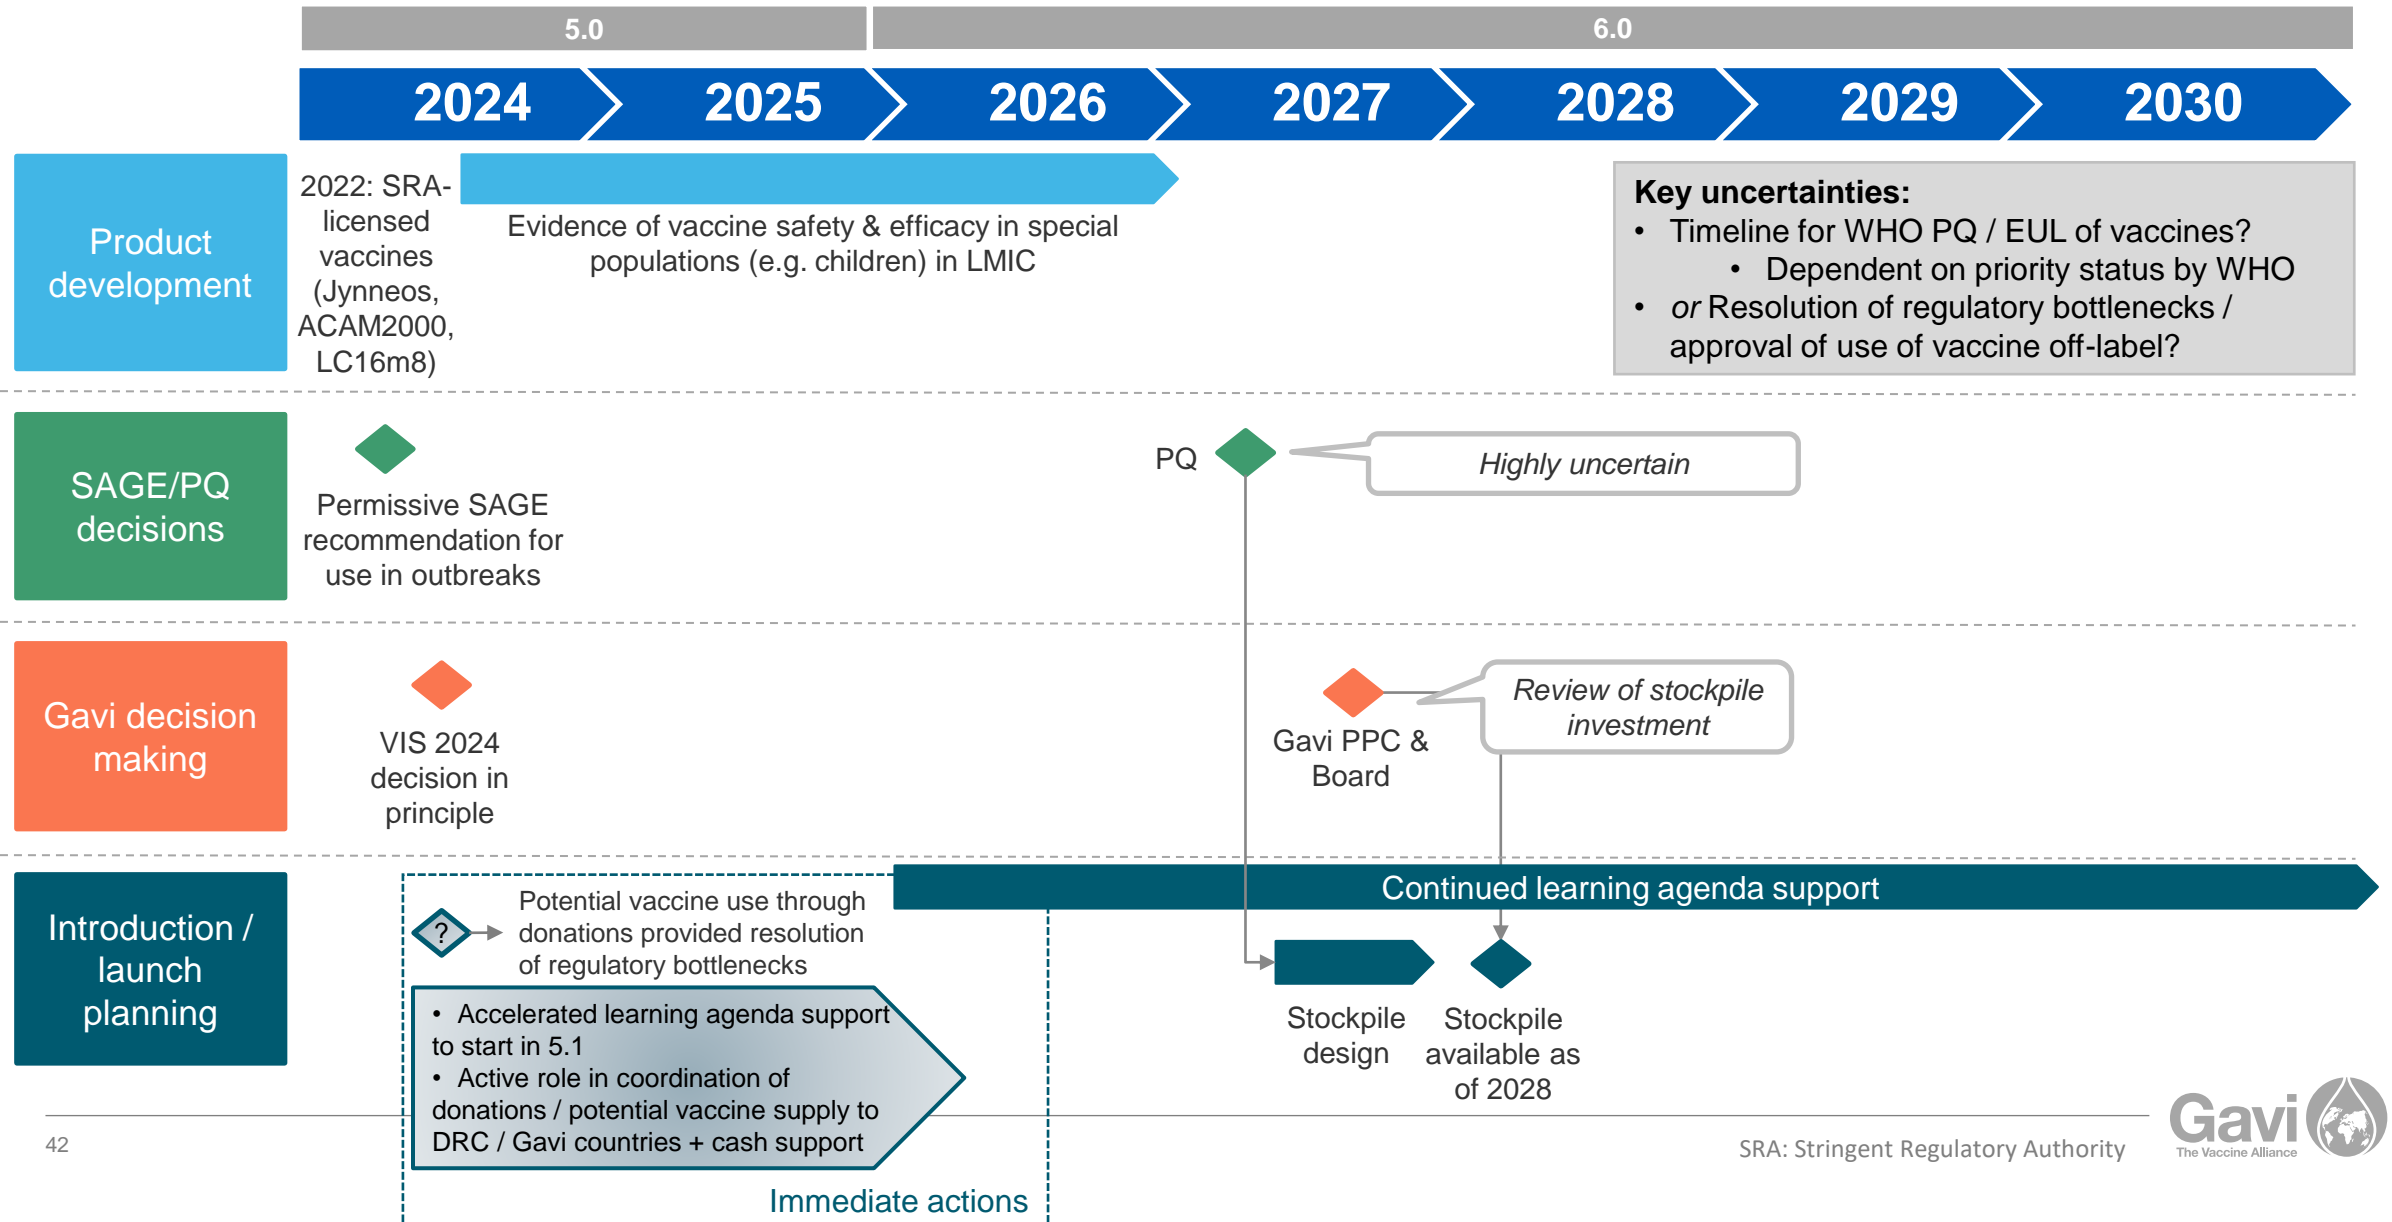 5.0
6.0
2024
2025
2026
2027
2028
2029
2030
Product
development
2022: SRA-
licensed
vaccines
(Jynneos,
ACAM2000,
LC16m8)
Evidence of vaccine safety & efficacy in special
populations (e.g. children) in LMIC
Key uncertainties:
• Timeline for WHO PQ / EUL of vaccines?
• Dependent on priority status by WHO
• or Resolution of regulatory bottlenecks /
approval of use of vaccine off-label?
SAGE/PQ
decisions
Permissive SAGE
recommendation for
use in outbreaks
PQ
Highly uncertain
Gavi decision
making
VIS 2024
decision in
principle
Gavi PPC &
Board
Review of stockpile
investment
Introduction /
launch
planning
Continued learning agenda support
?
Potential vaccine use through
donations provided resolution
of regulatory bottlenecks
• Accelerated learning agenda support
to start in 5.1
• Active role in coordination of
donations / potential vaccine supply to
DRC / Gavi countries + cash support
Stockpile
design
Stockpile
available as
of 2028
Immediate actions
42
SRA: Stringent Regulatory Authority
Gavi
The Vaccine Alliance